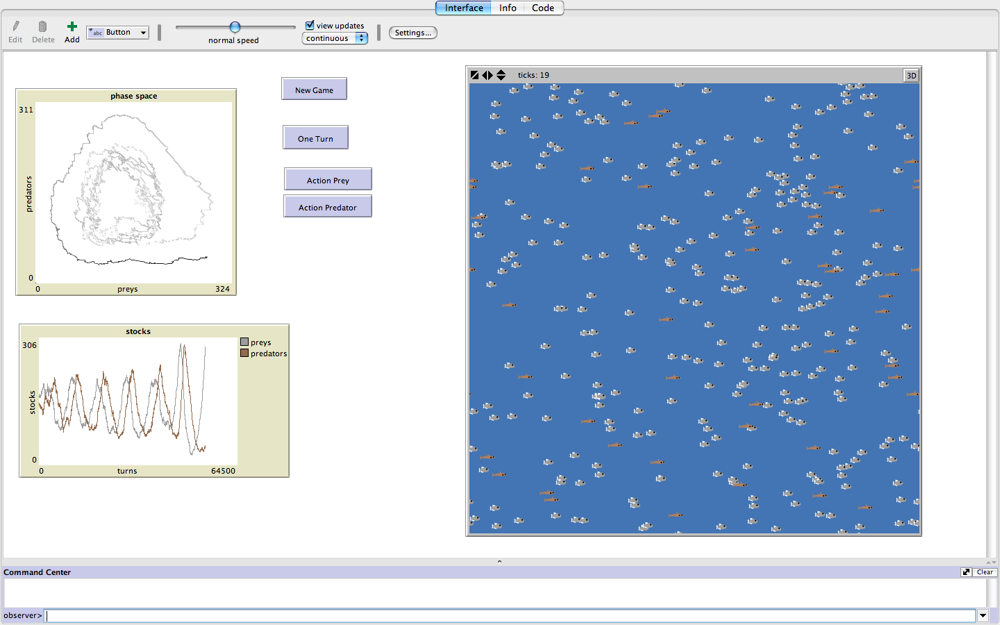 Interface Info Code
Edit Delete Add abc Button normal speed view updates continuous Settings...
ticks: 19 3D
phase space
311
predators
0
0 preys 324
New Game
One Turn
Action Prey
Action Predator
stocks
306
stocks
0
0 turns 64500
preys
predators
Command Center Clear
observer>